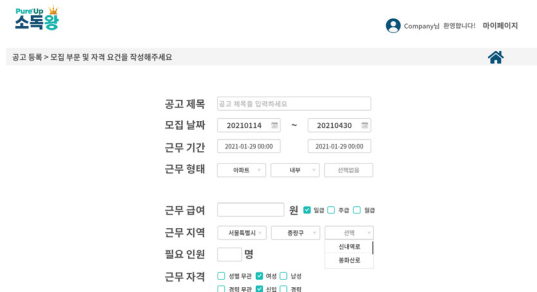 Pure'Up
소독왕
Company님 환영합니다! 마이페이지
공고 등록 > 모집 부문 및 자격 요건을 작성해주세요
공고 제목 공고 제목을 입력하세요
모집 날짜 20210114 ~ 20210430
근무 기간 2021-01-29 00:00 2021-01-29 00:00
근무 형태 아파트 내부 선택없음
근무 급여 원 일급 주급 월급
근무 지역 서울특별시 중랑구 선택
신내역로
봉화산로
필요 인원 명
근무 자격 성별 무관 여성 남성
경력 무관 신입 경력